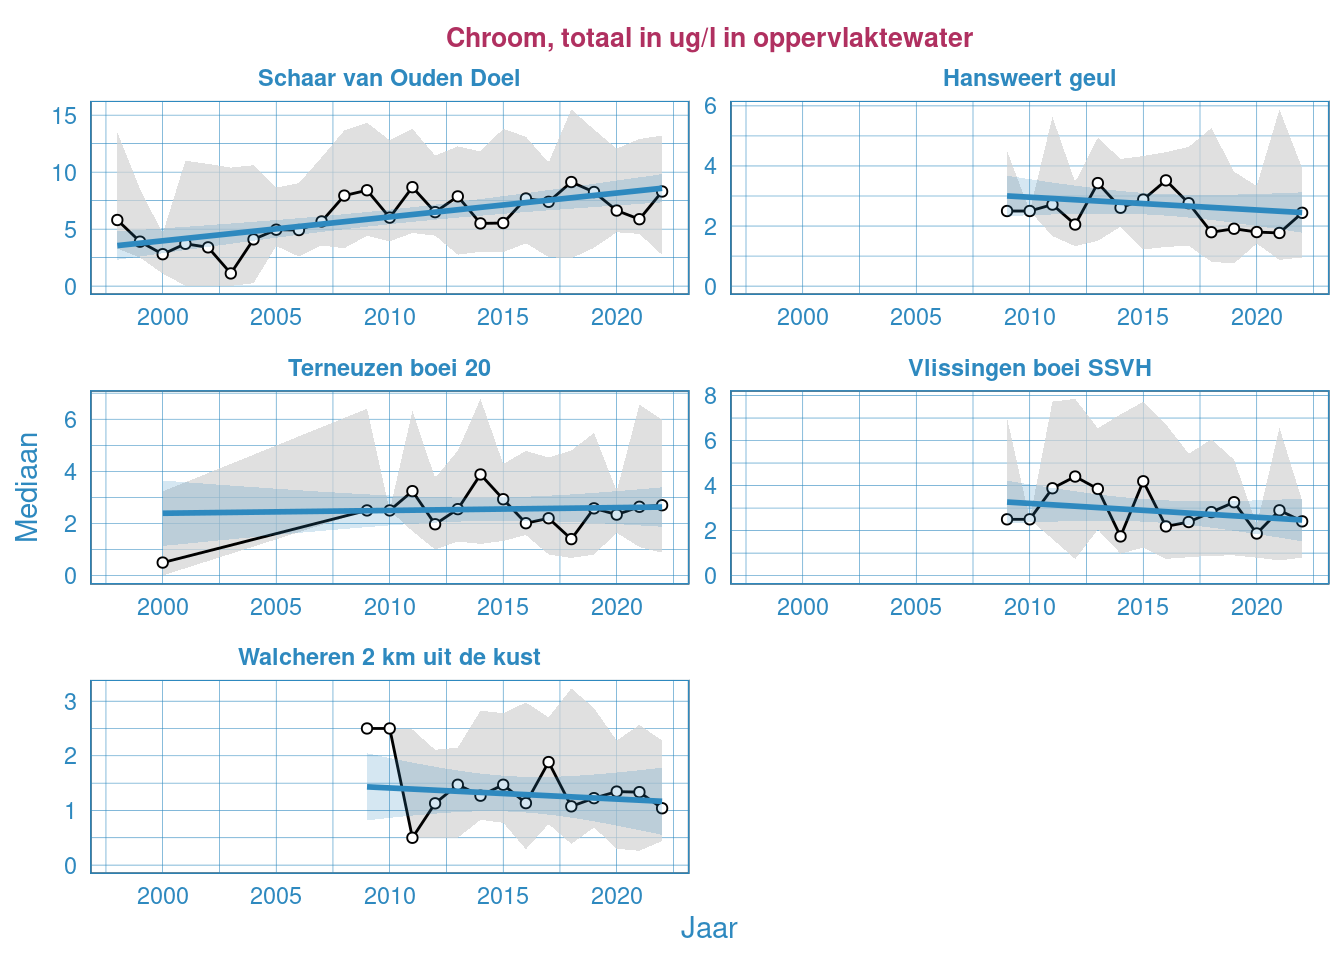 Chroom, totaal in ug/l in oppervlaktewater
Schaar van Ouden Doel
15
10
5
0
2000 2005 2010 2015 2020
Hansweert geul
6
4
2
0
2000 2005 2010 2015 2020
Mediaan
Terneuzen boei 20
6
4
2
0
2000 2005 2010 2015 2020
Vlissingen boei SSVH
8
6
4
2
0
2000 2005 2010 2015 2020
Walcheren 2 km uit de kust
3
2
1
0
2000 2005 2010 2015 2020
Jaar